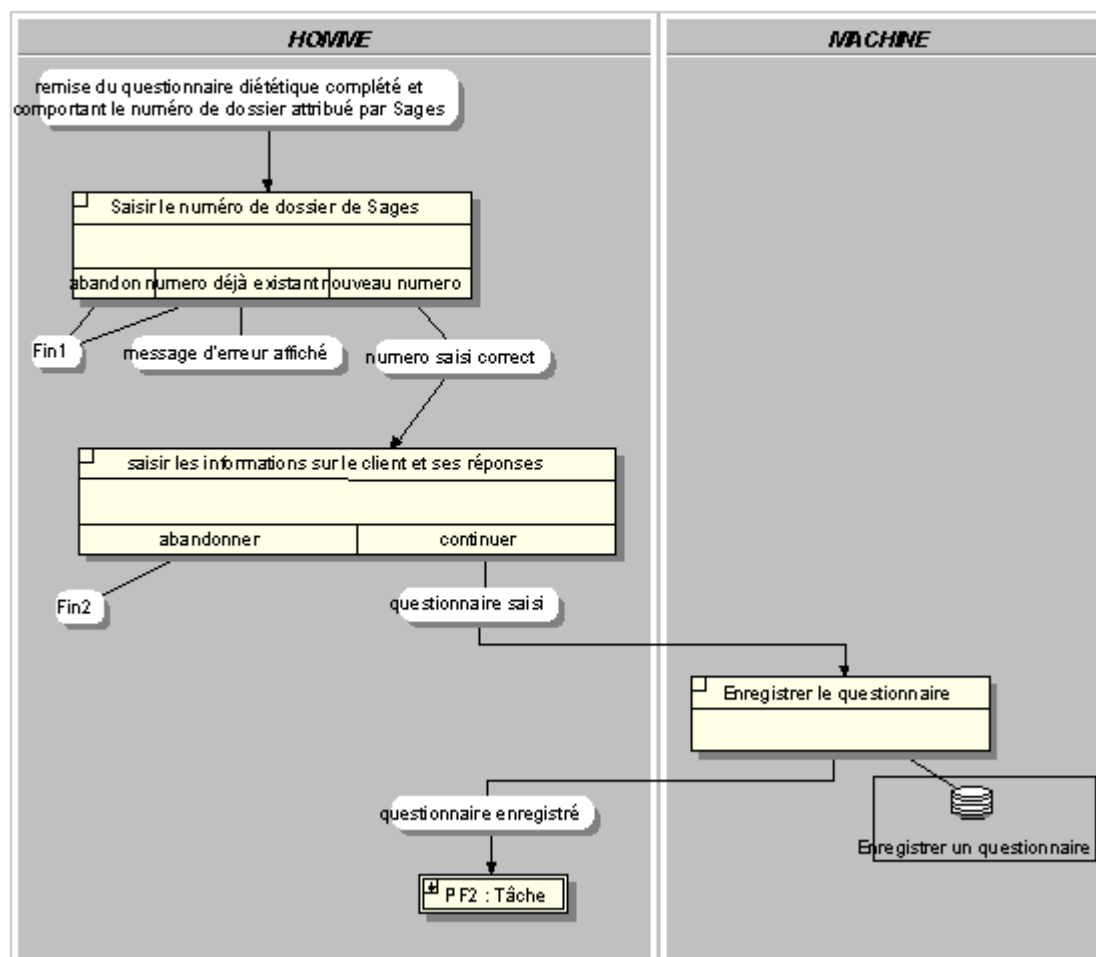 HOMME
MACHINE
remise du questionnaire diététique complété et
comportant le numéro de dossier attribué par Sages
Saisir le numéro de dossier de Sages
abandon
numero déjà existant
nouveau numero
Fin1
message d'erreur affiché
numero saisi correct
saisir les informations sur le client et ses réponses
abandonner
continuer
Fin2
questionnaire saisi
Enregistrer le questionnaire
questionnaire enregistré
Enregistrer un questionnaire
PF2 : Tâche